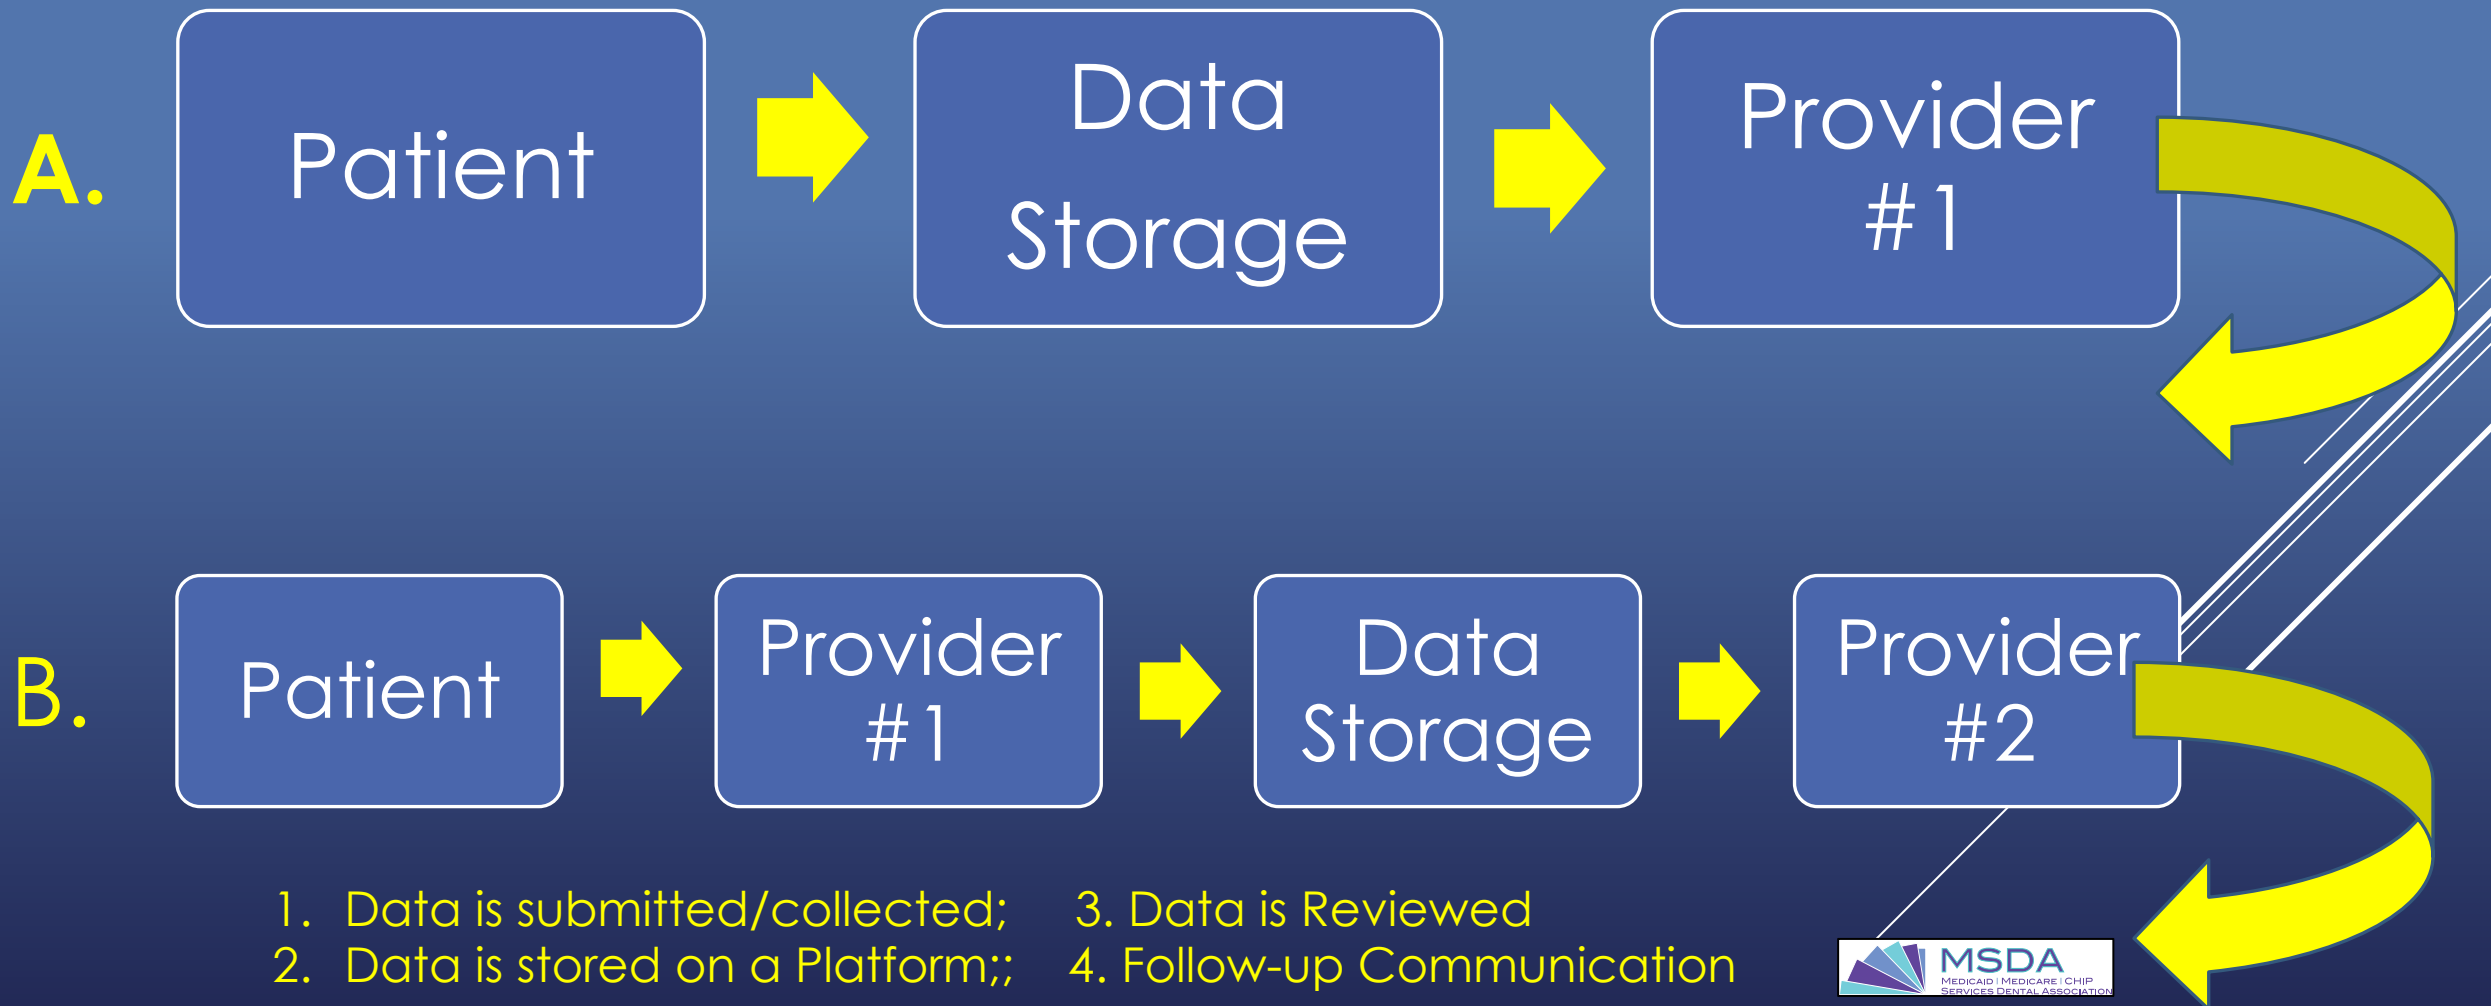 A.
Patient
Data
Storage
Provider
#1
B.
Patient
Provider
#1
Data
Storage
Provider
#2
1. Data is submitted/collected;
2. Data is stored on a Platform;;
3. Data is Reviewed
4. Follow-up Communication
MSDA
MEDICAID | MEDICARE | CHIP
SERVICES DENTAL ASSOCIATION